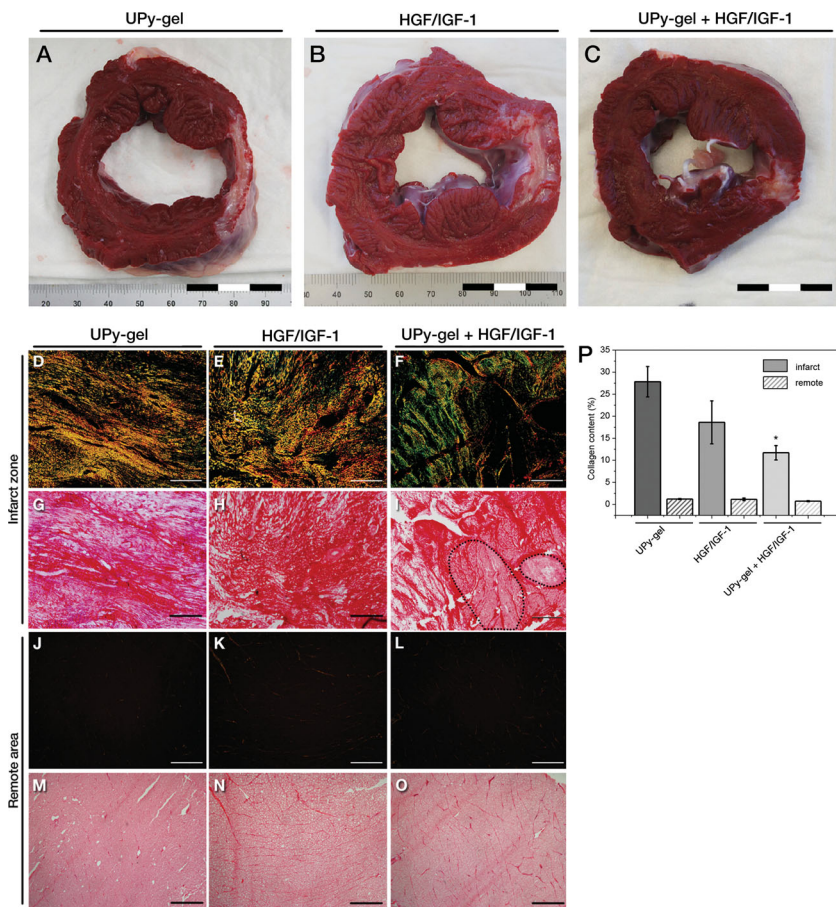 UPy-gel
HGF/IGF-1
UPy-gel + HGF/IGF-1
A
B
C
20 30 40 50 60 70 80 90
30 40 50 60 70 80 90 100 110
UPy-gel
HGF/IGF-1
UPy-gel + HGF/IGF-1
Infarct zone
D
E
F
G
H
I
Remote area
J
K
L
M
N
O
P
Collagen content (%)
35
30
25
20
15
10
5
0
infarct
remote
*
UPy-gel
HGF/IGF-1
UPy-gel + HGF/IGF-1